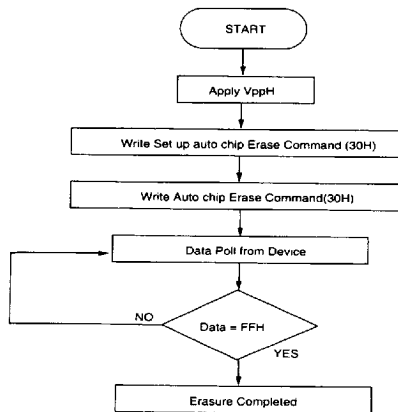 START
Apply VppH
Write Set up auto chip Erase Command (30H)
Write Auto chip Erase Command(30H)
Data Poll from Device
NO
Data = FFH
YES
Erasure Completed